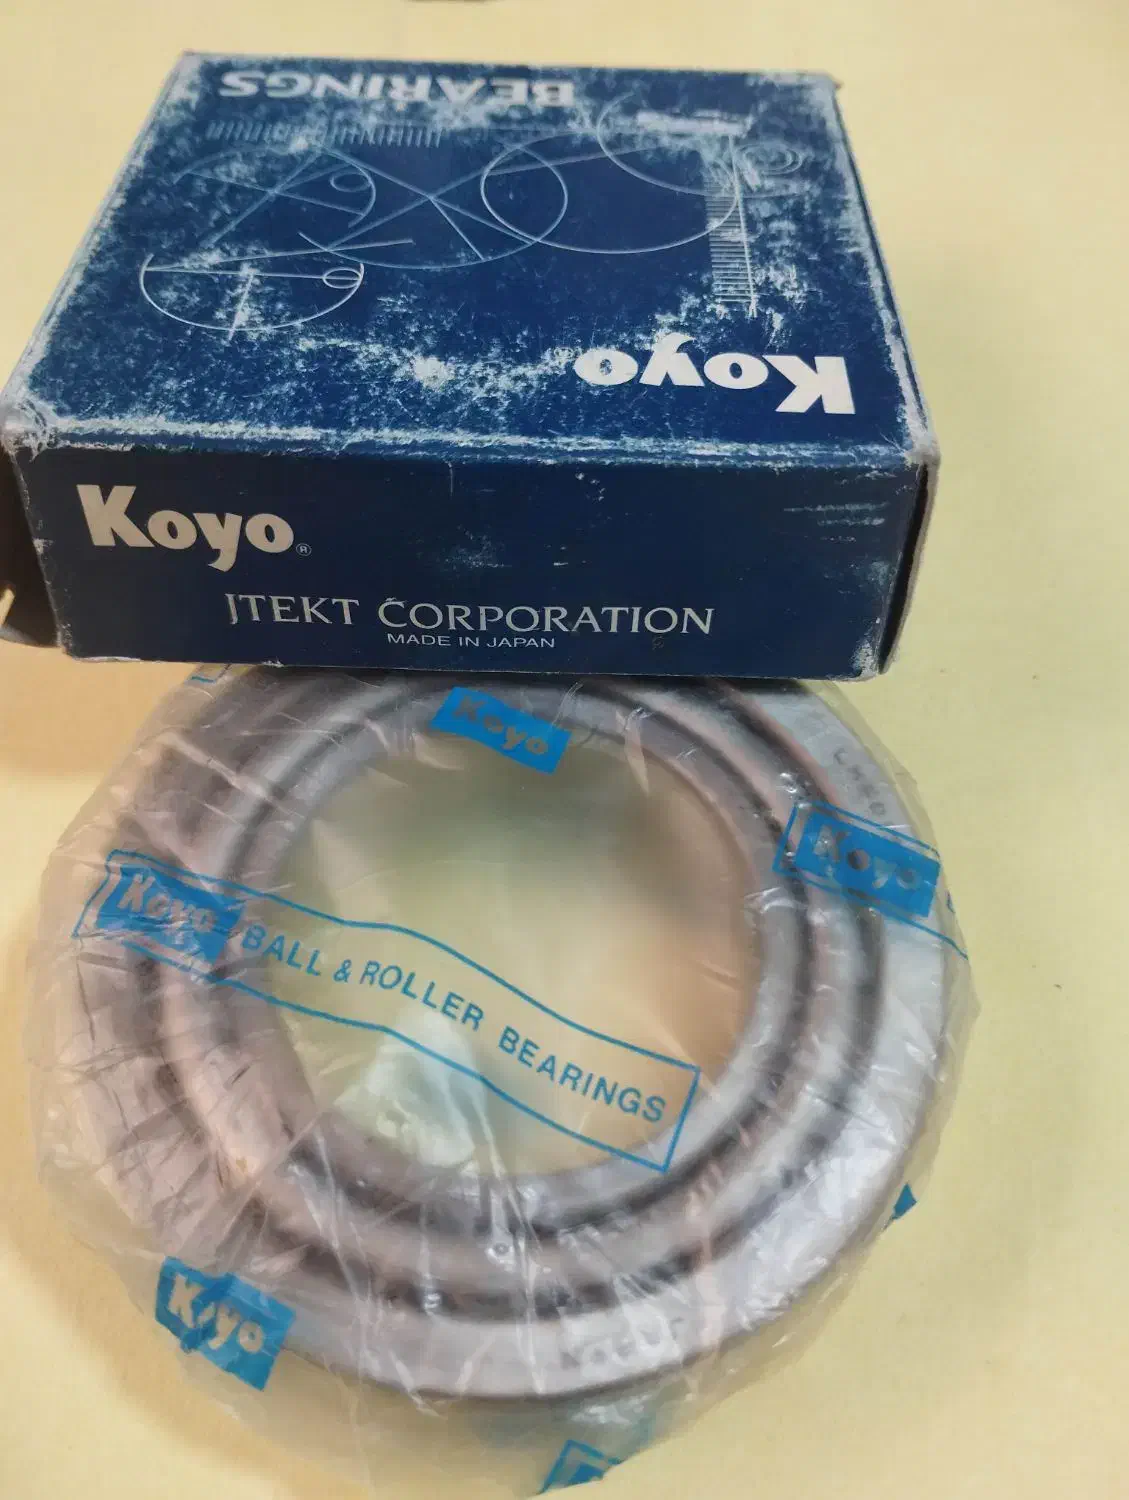 BEARINGS
Koyo
Koyo®
JTEKT CORPORATION
MADE IN JAPAN
Koyo
Koyo
Koyo BALL & ROLLER BEARINGS
Koyo